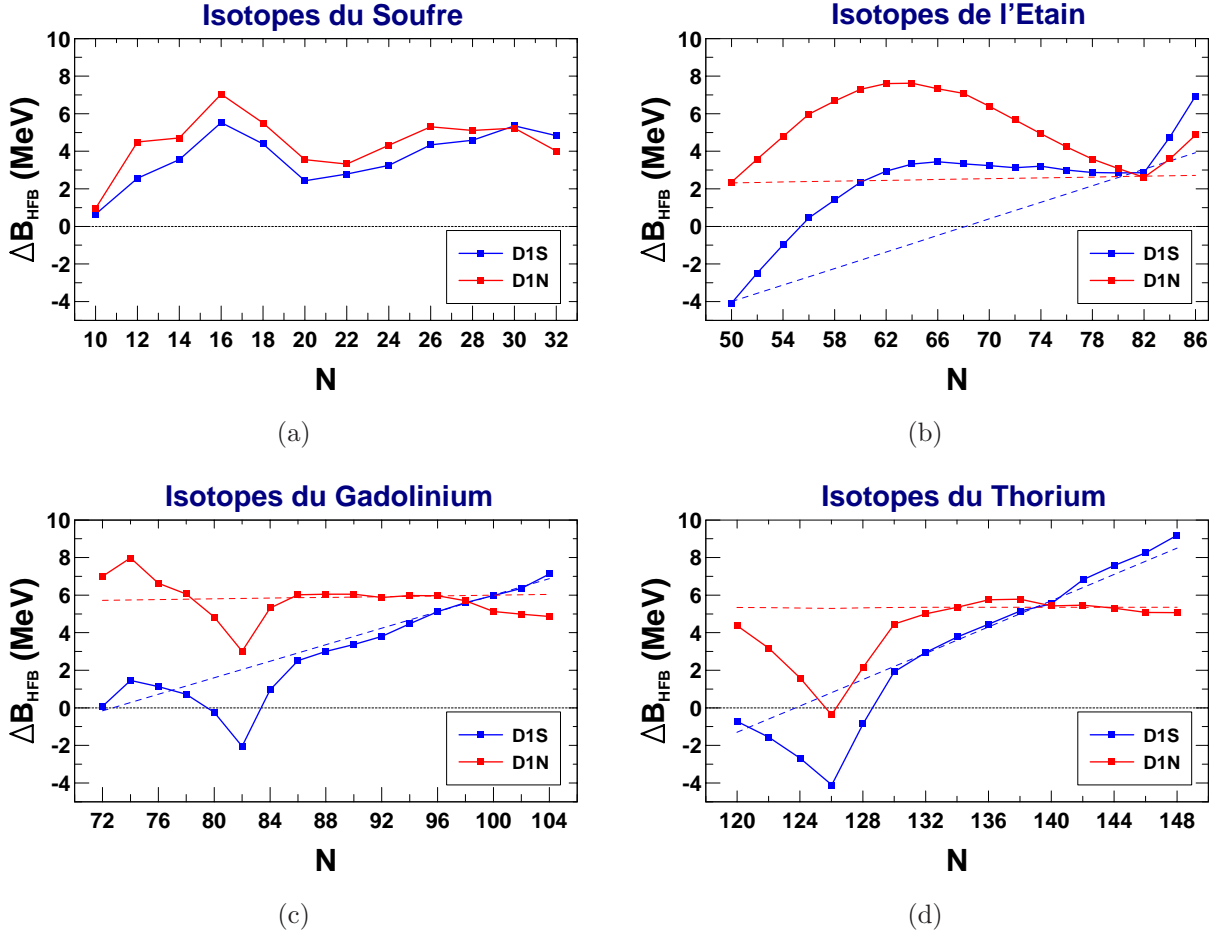 Isotopes du Soufre
ΔB_HFB (MeV)
10
8
6
4
2
0
-2
-4
10 12 14 16 18 20 22 24 26 28 30 32
N
D1S
D1N
(a)
Isotopes de l'Etain
ΔB_HFB (MeV)
10
8
6
4
2
0
-2
-4
50 54 58 62 66 70 74 78 82 86
N
D1S
D1N
(b)
Isotopes du Gadolinium
ΔB_HFB (MeV)
10
8
6
4
2
0
-2
-4
72 76 80 84 88 92 96 100 104
N
D1S
D1N
(c)
Isotopes du Thorium
ΔB_HFB (MeV)
10
8
6
4
2
0
-2
-4
120 124 128 132 136 140 144 148
N
D1S
D1N
(d)